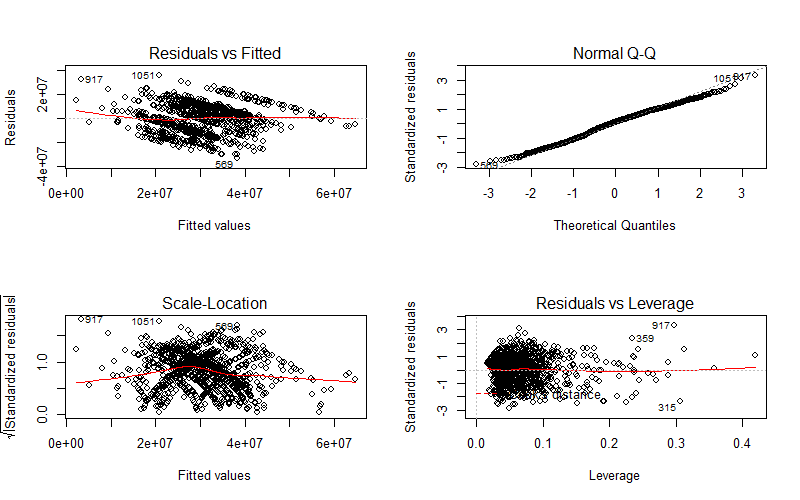 Residuals vs Fitted
Residuals
-4e+07
2e+07
917
1051
569
0e+00 2e+07 4e+07 6e+07
Fitted values
Normal Q-Q
Standardized residuals
-3 -1 1 3
1051
917
569
-3 -2 -1 0 1 2 3
Theoretical Quantiles
Scale-Location
√|Standardized residuals|
0.0 1.0
917
1051
569
0e+00 2e+07 4e+07 6e+07
Fitted values
Residuals vs Leverage
Standardized residuals
-3 -1 1 3
917
359
315
distance
0.0 0.1 0.2 0.3 0.4
Leverage